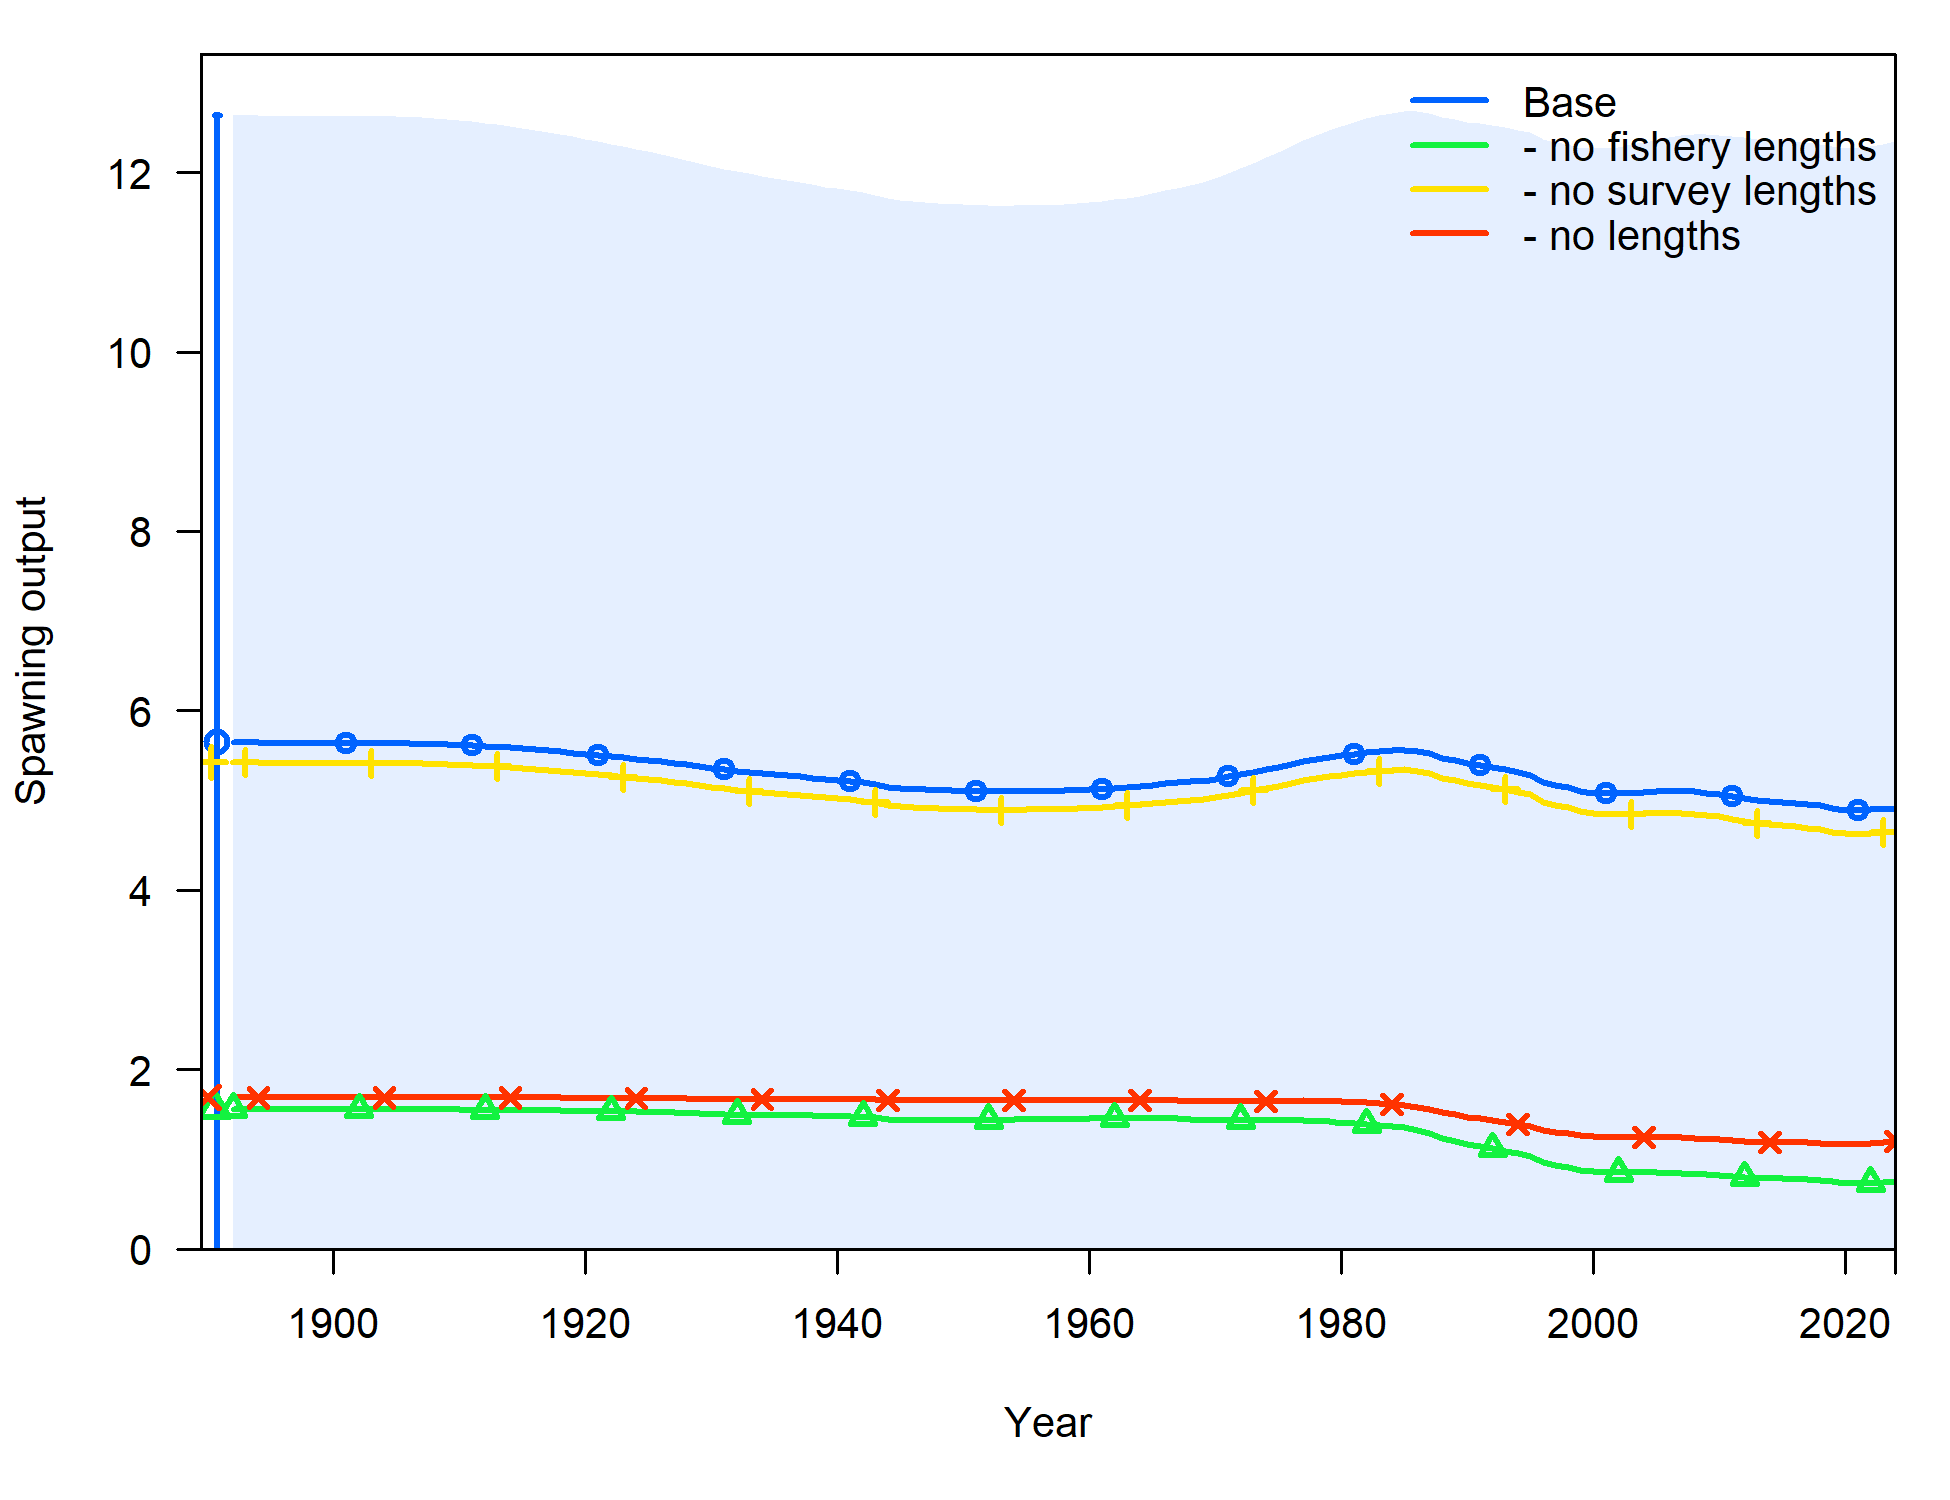 Base
- no fishery lengths
- no survey lengths
- no lengths
Spawning output
12
10
8
6
4
2
0
1900 1920 1940 1960 1980 2000 2020
Year